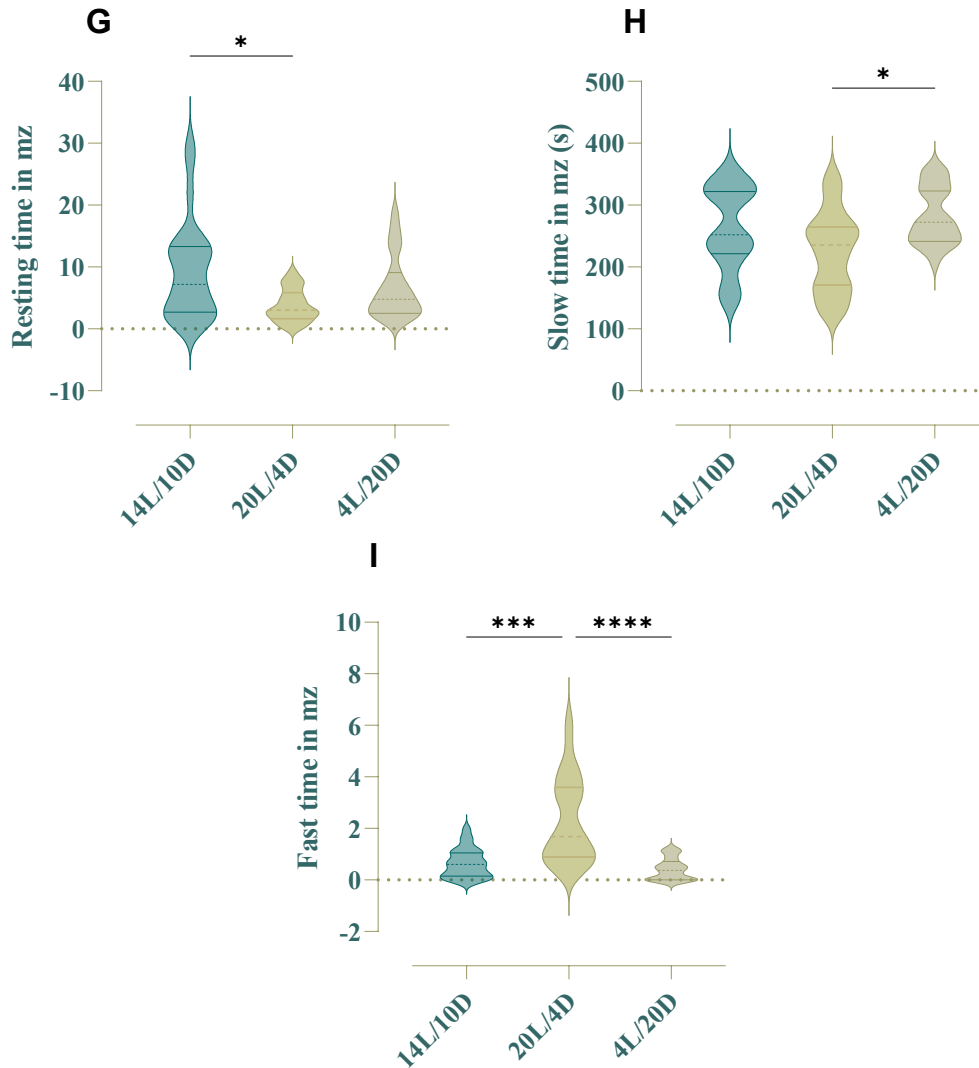 G
*
40
30
20
10
0
-10
Resting time in mz
14L/10D
20L/4D
4L/20D
H
*
500
400
300
200
100
0
Slow time in mz (s)
14L/10D
20L/4D
4L/20D
I
***
****
10
8
6
4
2
0
-2
Fast time in mz
14L/10D
20L/4D
4L/20D